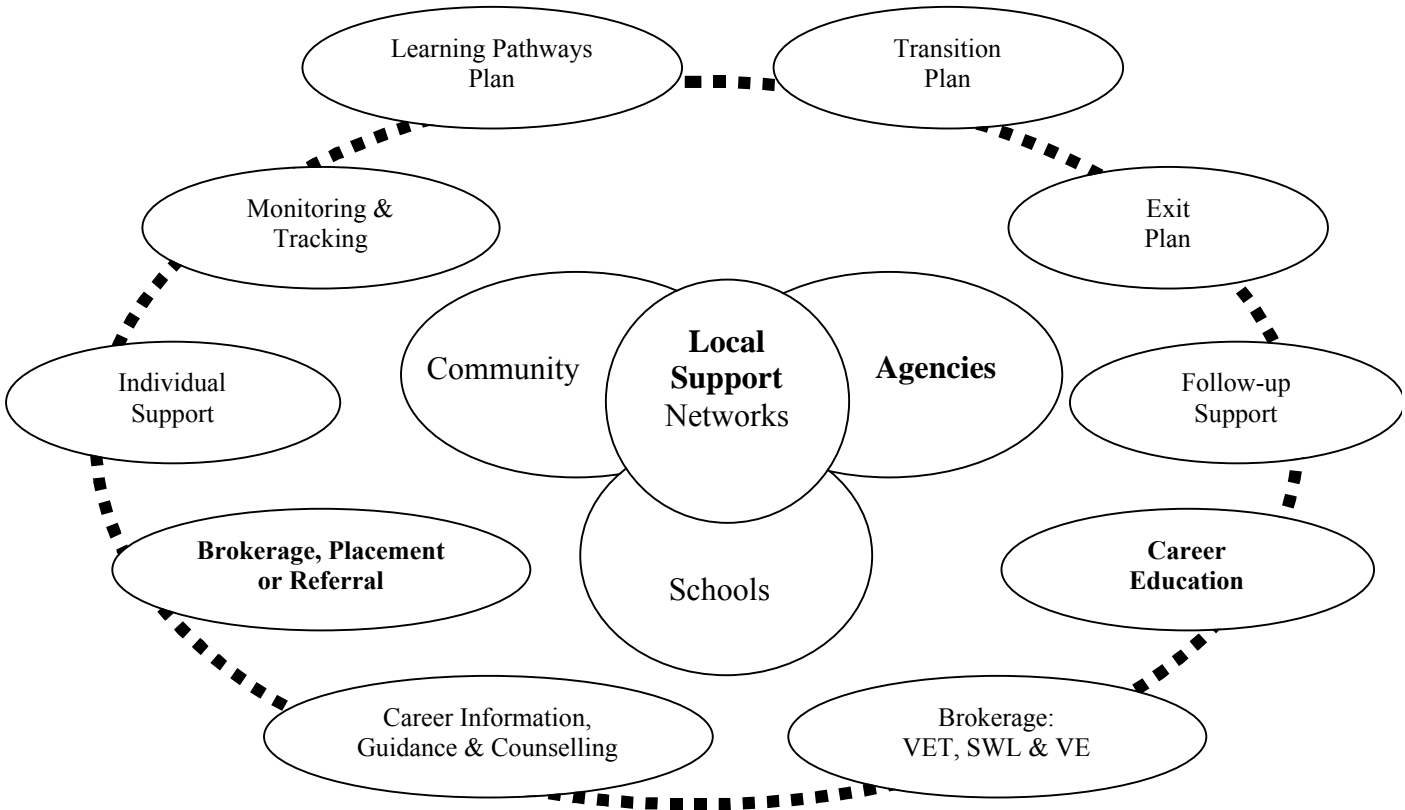 Learning Pathways
Plan
Transition
Plan
Monitoring &
Tracking
Exit
Plan
Community
Local
Support
Networks
Agencies
Individual
Support
Follow-up
Support
Brokerage, Placement
or Referral
Schools
Career
Education
Career Information,
Guidance & Counselling
Brokerage:
VET, SWL & VE